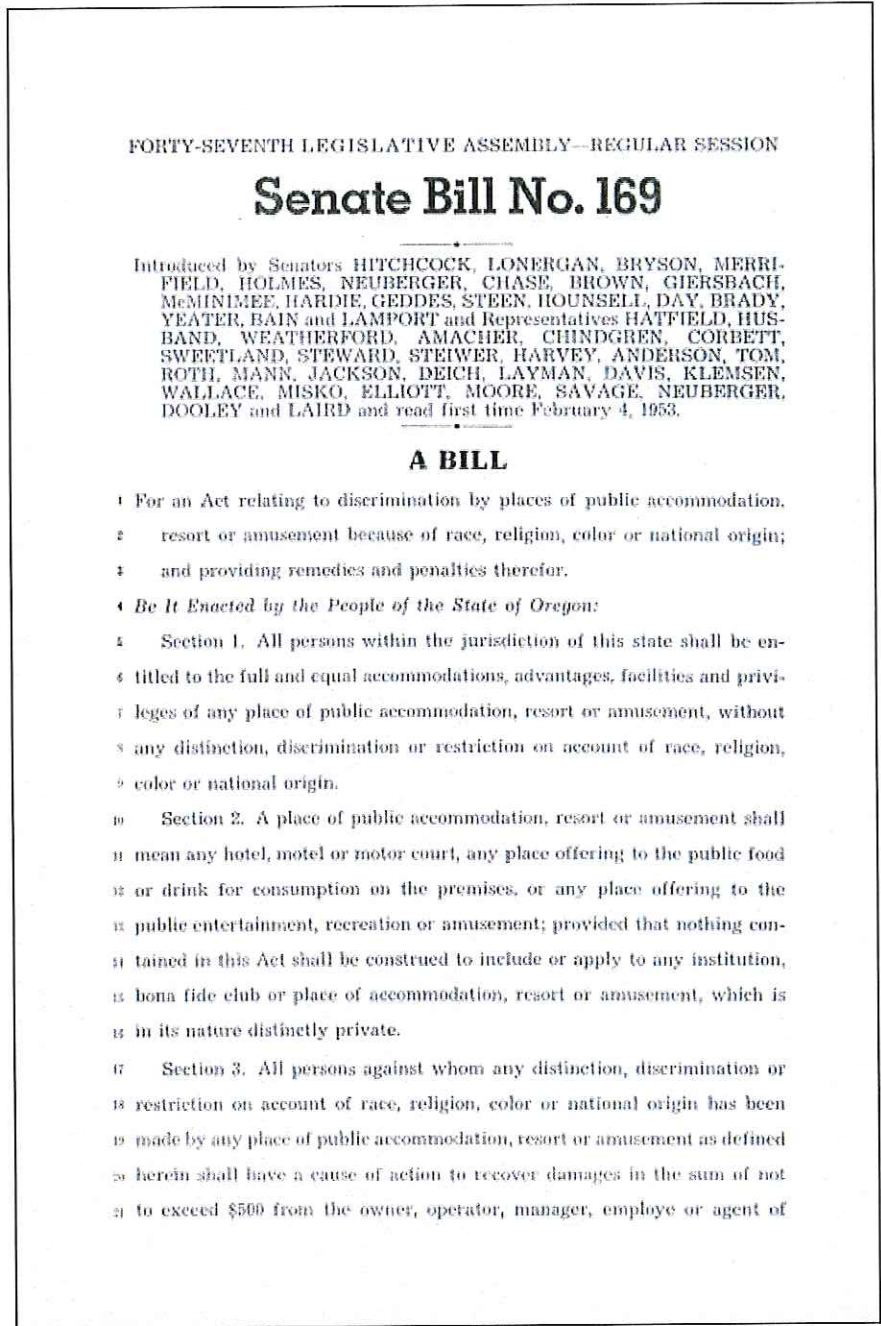 FORTY-SEVENTH LEGISLATIVE ASSEMBLY—REGULAR SESSION
Senate Bill No. 169
Introduced by Senators HITCHCOCK, LONERGAN, BRYSON, MERRI-
FIELD, HOLMES, NEUBERGER, CHASE, BROWN, GIERSBACH,
McMINIMEE, HARDIE, GEDDES, STEEN, HOUNSELL, DAY, BRADY,
YEATER, BAIN and LAMPORT and Representatives HATFIELD, HUS-
BAND, WEATHERFORD, AMACHER, CHINDGREN, CORBETT,
SWEETLAND, STEWARD, STEIWER, HARVEY, ANDERSON, TOM,
ROTH, MANN, JACKSON, DEICH, LAYMAN, DAVIS, KLEMSEN,
WALLACE, MISKO, ELLIOTT, MOORE, SAVAGE, NEUBERGER,
DOOLEY and LAIRD and read first time February 4, 1953.
A BILL
1 For an Act relating to discrimination by places of public accommodation,
2 resort or amusement because of race, religion, color or national origin;
3 and providing remedies and penalties therefor.
4 Be It Enacted by the People of the State of Oregon:
5 Section 1. All persons within the jurisdiction of this state shall be en-
6 titled to the full and equal accommodations, advantages, facilities and privi-
7 leges of any place of public accommodation, resort or amusement, without
8 any distinction, discrimination or restriction on account of race, religion,
9 color or national origin.
10 Section 2. A place of public accommodation, resort or amusement shall
11 mean any hotel, motel or motor court, any place offering to the public food
12 or drink for consumption on the premises, or any place offering to the
13 public entertainment, recreation or amusement; provided that nothing con-
14 tained in this Act shall be construed to include or apply to any institution,
15 bona fide club or place of accommodation, resort or amusement, which is
16 in its nature distinctly private.
17 Section 3. All persons against whom any distinction, discrimination or
18 restriction on account of race, religion, color or national origin has been
19 made by any place of public accommodation, resort or amusement as defined
20 herein shall have a cause of action to recover damages in the sum of not
21 to exceed $500 from the owner, operator, manager, employe or agent of